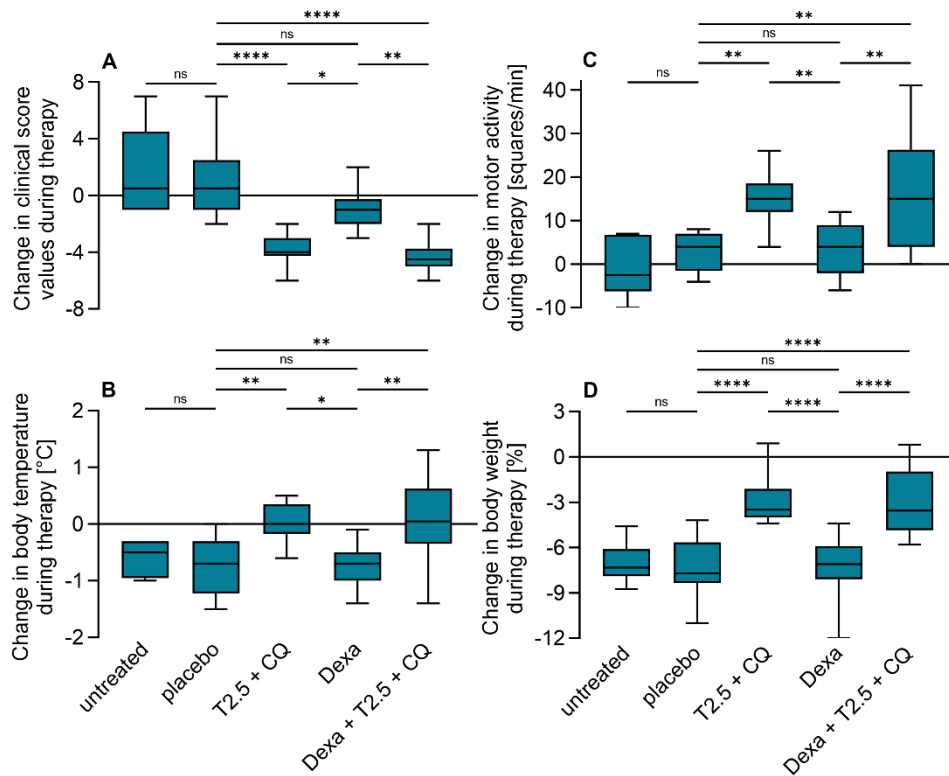 A
****
ns
****
**
ns
*
Change in clinical score
values during therapy
8
4
0
-4
-8
C
**
ns
**
**
ns
**
Change in motor activity
during therapy [squares/min]
40
30
20
10
0
-10
B
**
ns
**
**
ns
*
Change in body temperature
during therapy [°C]
2
1
0
-1
-2
untreated
placebo
T2.5 + CQ
Dexa
Dexa + T2.5 + CQ
D
****
ns
****
****
ns
****
Change in body weight
during therapy [%]
3
0
-3
-6
-9
-12
untreated
placebo
T2.5 + CQ
Dexa
Dexa + T2.5 + CQ